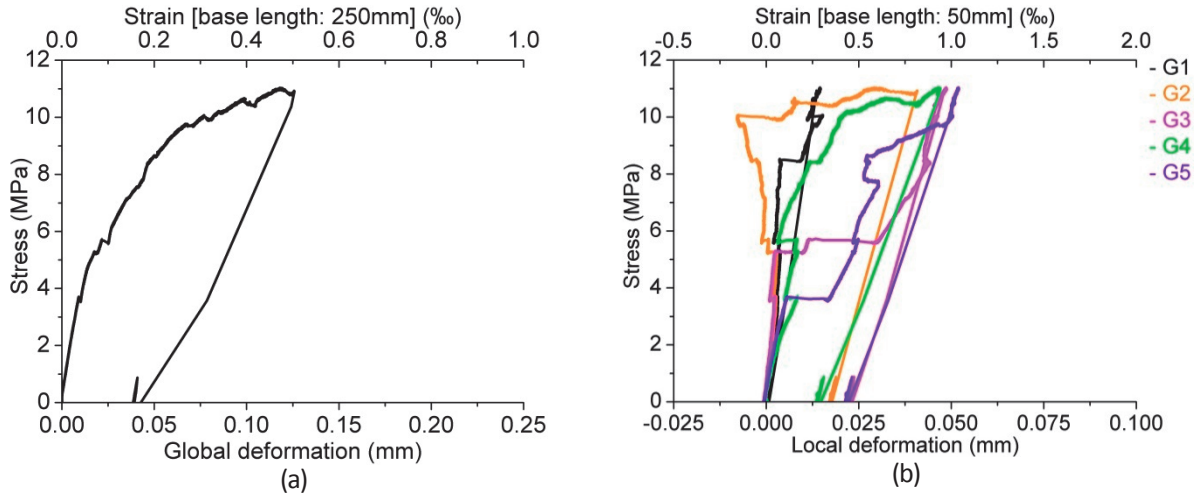 Strain [base length: 250mm] (‰)
0.0 0.2 0.4 0.6 0.8 1.0
12
10
8
6
4
2
0
Stress (MPa)
0.00 0.05 0.10 0.15 0.20 0.25
Global deformation (mm)
(a)
Strain [base length: 50mm] (‰)
-0.5 0.0 0.5 1.0 1.5 2.0
12
10
8
6
4
2
0
Stress (MPa)
- G1
- G2
- G3
- G4
- G5
-0.025 0.000 0.025 0.050 0.075 0.100
Local deformation (mm)
(b)